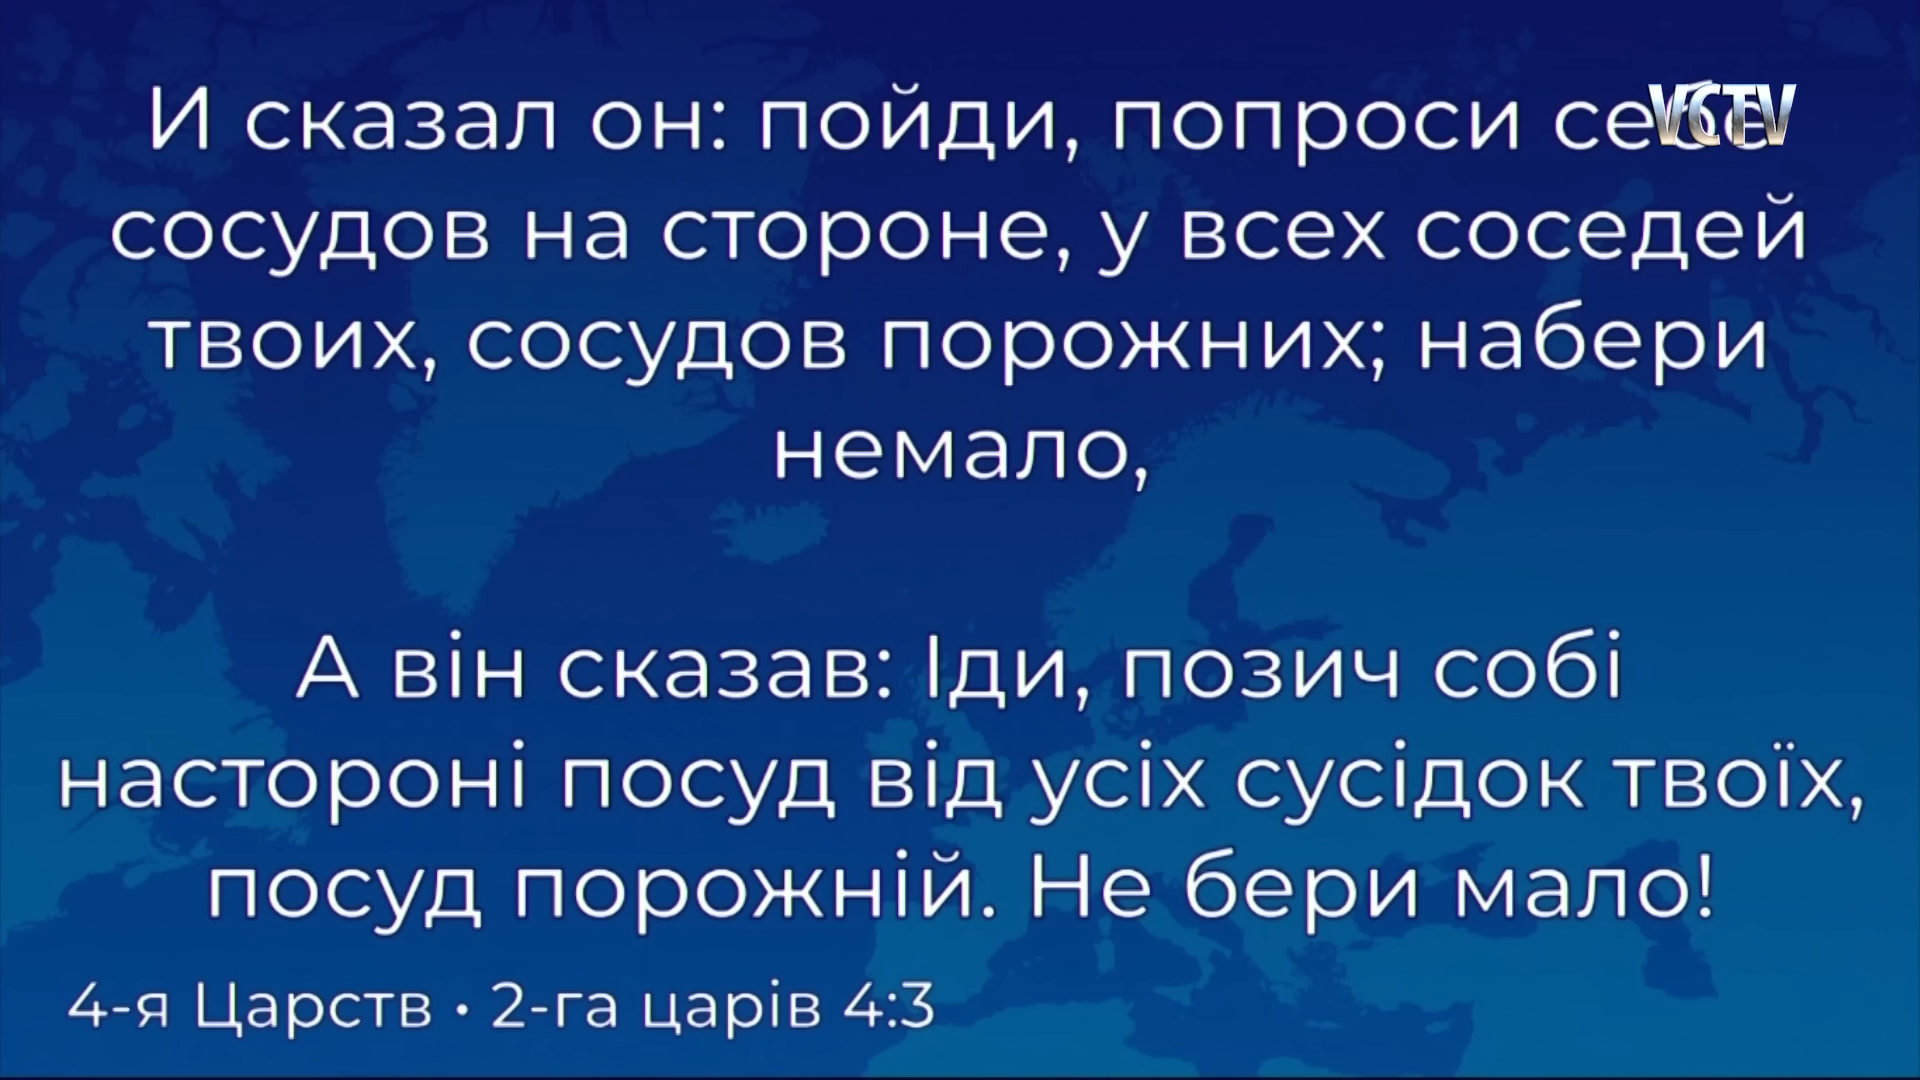 И сказал он: пойди, попроси себе
VCTV
сосудов на стороне, у всех соседей
твоих, сосудов порожних; набери
немало,
А він сказав: Іди, позич собі
настороні посуд від усіх сусідок твоїх,
посуд порожній. Не бери мало!
4-я Царств • 2-га царів 4:3